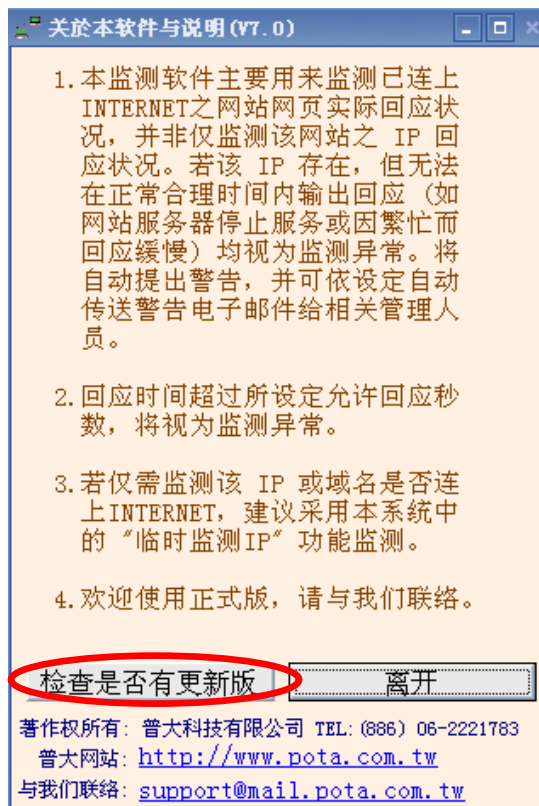 关於本软件与说明(V7.0)
1.本监测软件主要用来监测已连上
INTERNET之网站网页实际回应状
况，并非仅监测该网站之 IP 回
应状况。若该 IP 存在，但无法
在正常合理时间内输出回应（如
网站服务器停止服务或因繁忙而
回应缓慢）均视为监测异常。将
自动提出警告，并可依设定自动
传送警告电子邮件给相关管理人
员。
2.回应时间超过所设定允许回应秒
数，将视为监测异常。
3.若仅需监测该 IP 或域名是否连
上INTERNET，建议采用本系统中
的 〞临时监测IP〞 功能监测。
4.欢迎使用正式版，请与我们联络。
检查是否有更新版 离开
著作权所有: 普大科技有限公司 TEL:(886) 06-2221783
普大网站: http://www.pota.com.tw
与我们联络: support@mail.pota.com.tw